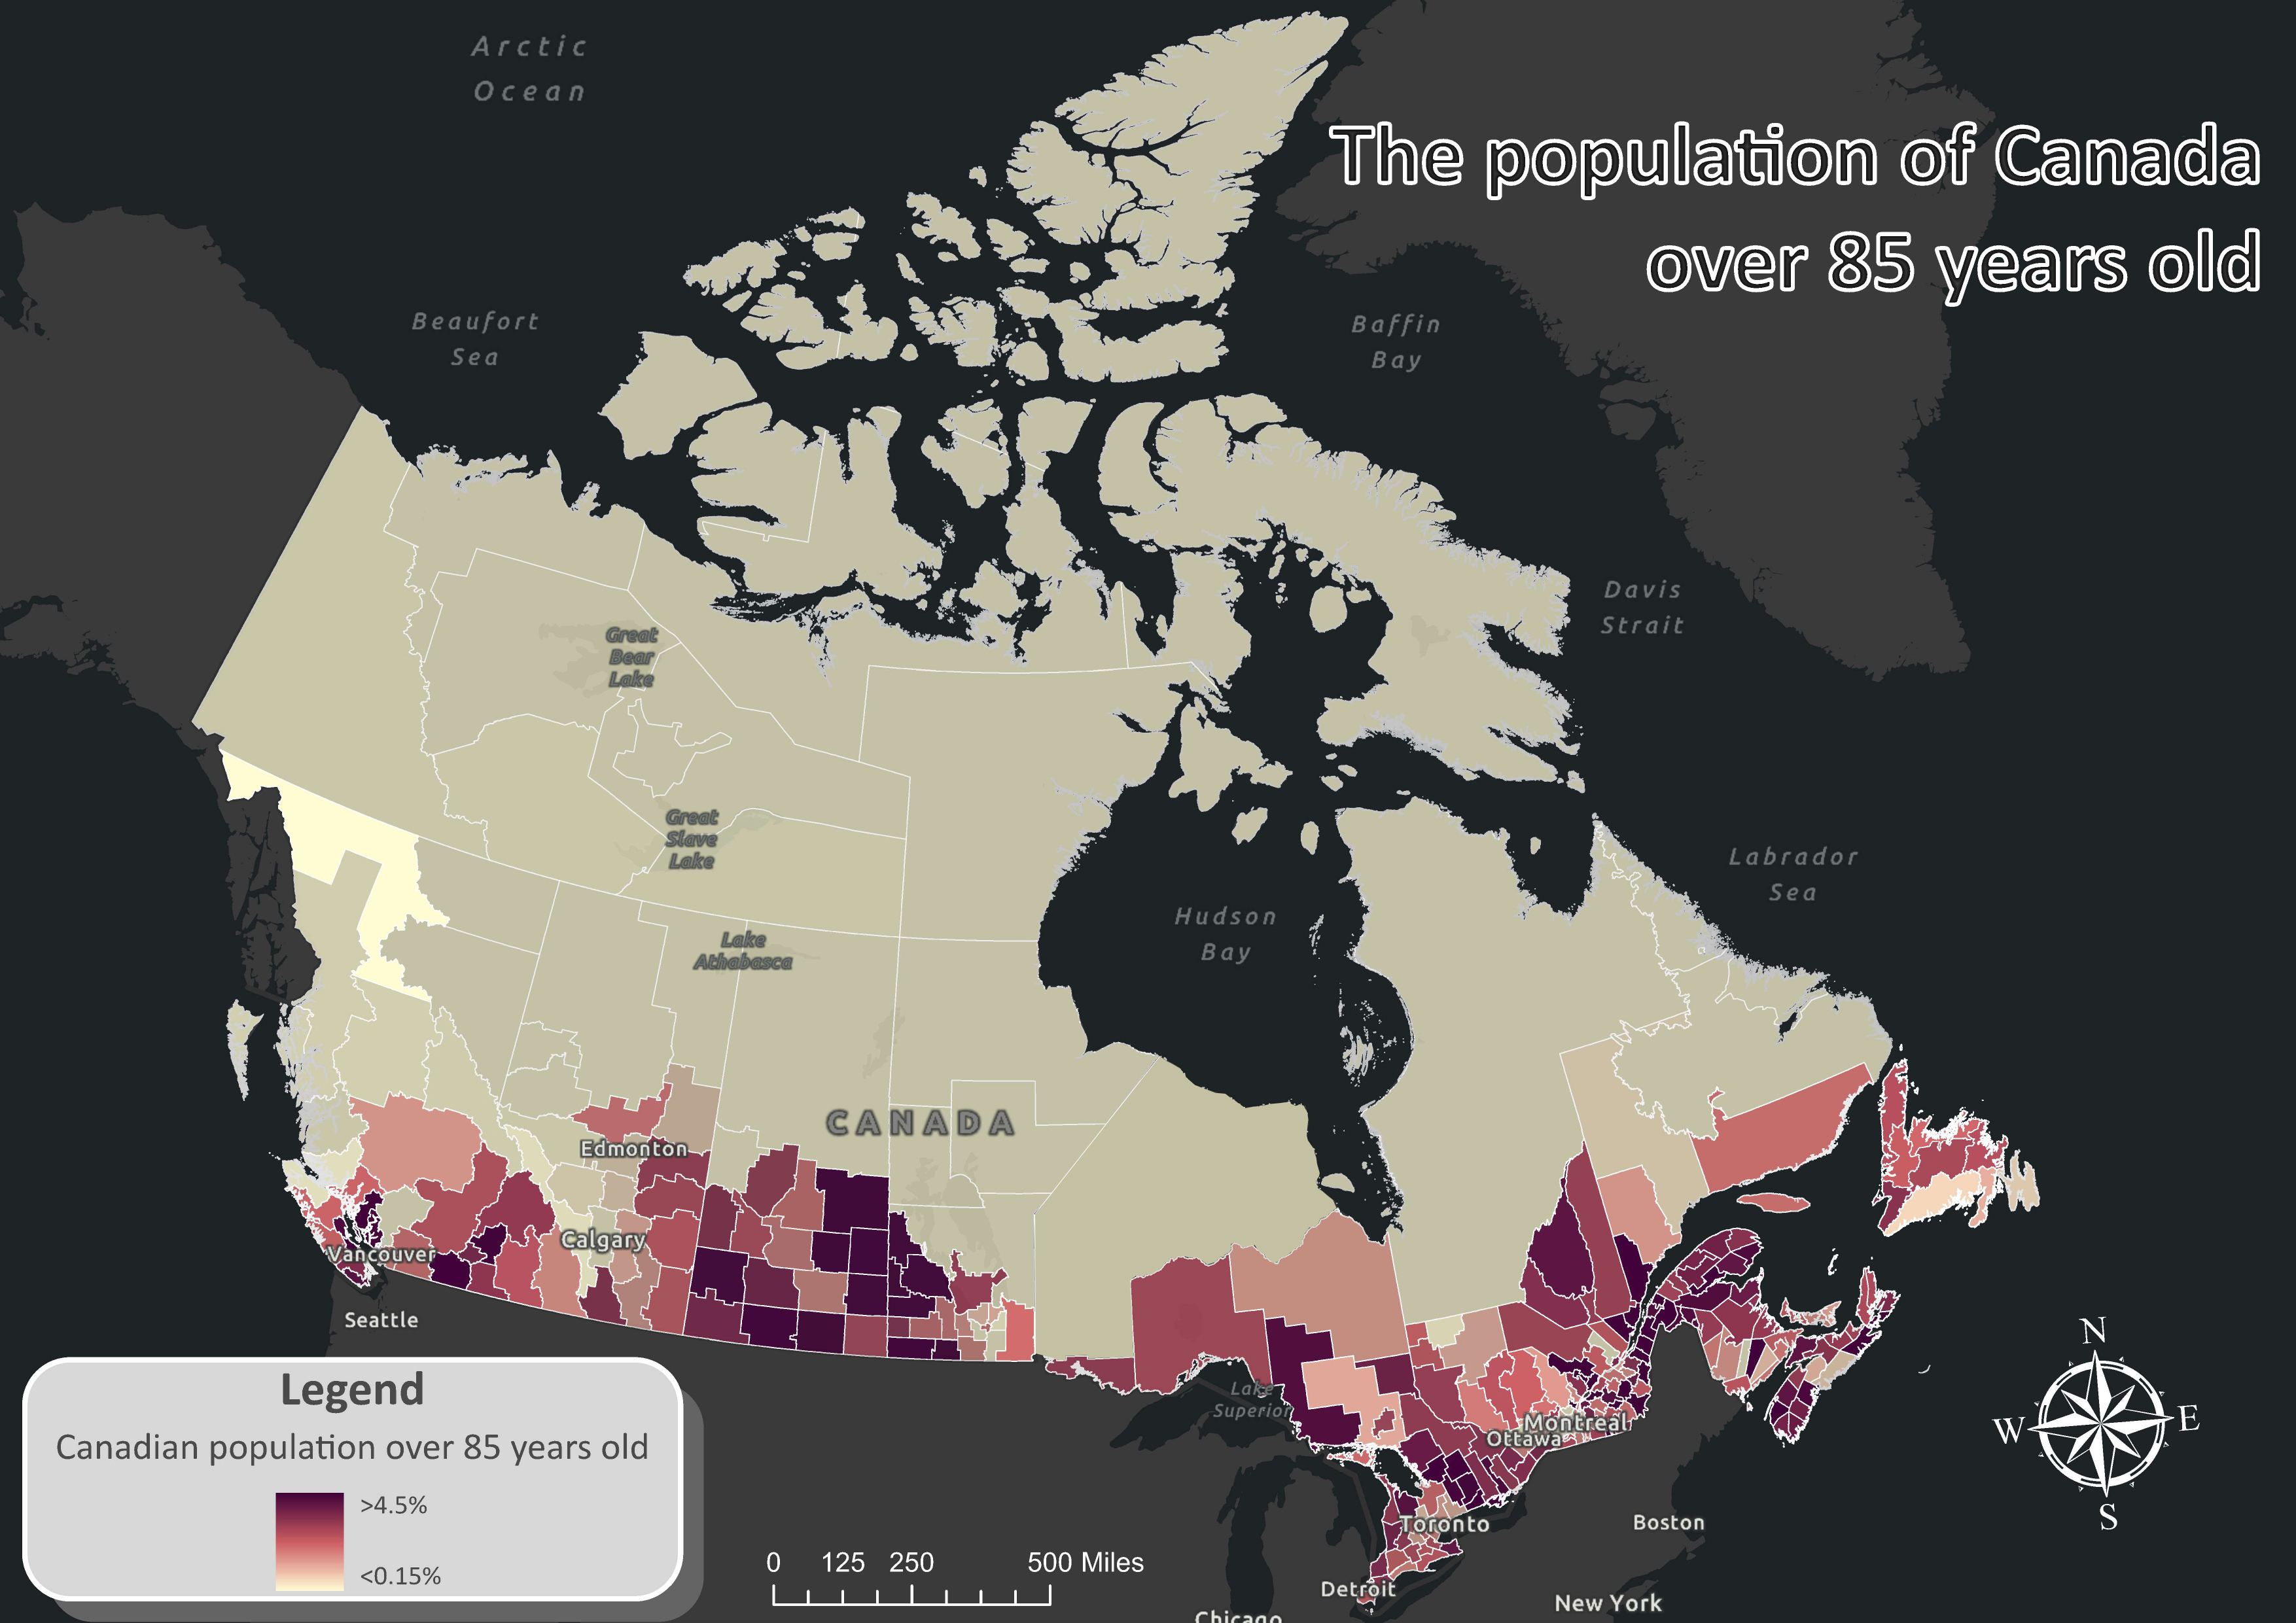 Arctic
Ocean
The population of Canada
over 85 years old
Beaufort
Sea
Baffin
Bay
Davis
Strait
Great
Bear
Lake
Great
Slave
Lake
Labrador
Sea
Hudson
Bay
Lake
Athabasca
CANADA
Edmonton
Calgary
Vancouver
Seattle
Lake
Superior
Montreal
Ottawa
Toronto
Detroit
Boston
New York
Chicago
N
W E
S
Legend
Canadian population over 85 years old
>4.5%
<0.15%
0 125 250 500 Miles